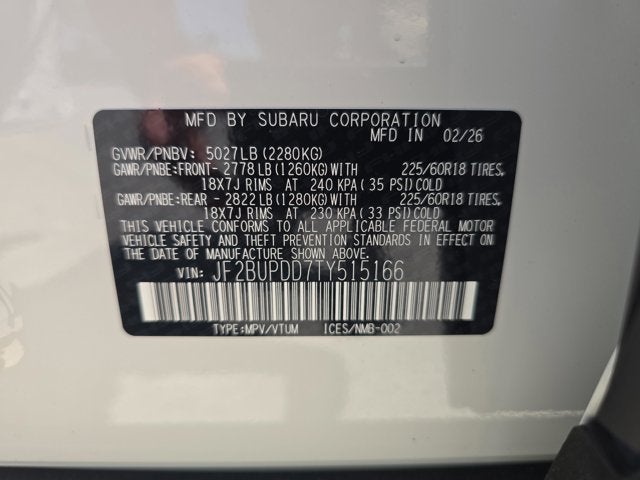 MFD BY SUBARU CORPORATION
MFD IN 02/26
GVWR/PNBV: 5027LB (2280KG)
GAWR/PNBE:FRONT- 2778 LB (1260KG) WITH 225/60R18 TIRES,
18X7J RIMS AT 240 KPA ( 35 PSI) COLD
GAWR/PNBE:REAR - 2822 LB (1280KG) WITH 225/60R18 TIRES,
18X7J RIMS AT 230 KPA ( 33 PSI) COLD
THIS VEHICLE CONFORMS TO ALL APPLICABLE FEDERAL MOTOR
VEHICLE SAFETY AND THEFT PREVENTION STANDARDS IN EFFECT
ON THE DATE OF MANUFACTURE SHOWN ABOVE.
VIN: JF2BUPDD7TY515166
TYPE:MPV/VTUM ICES/NMB-002